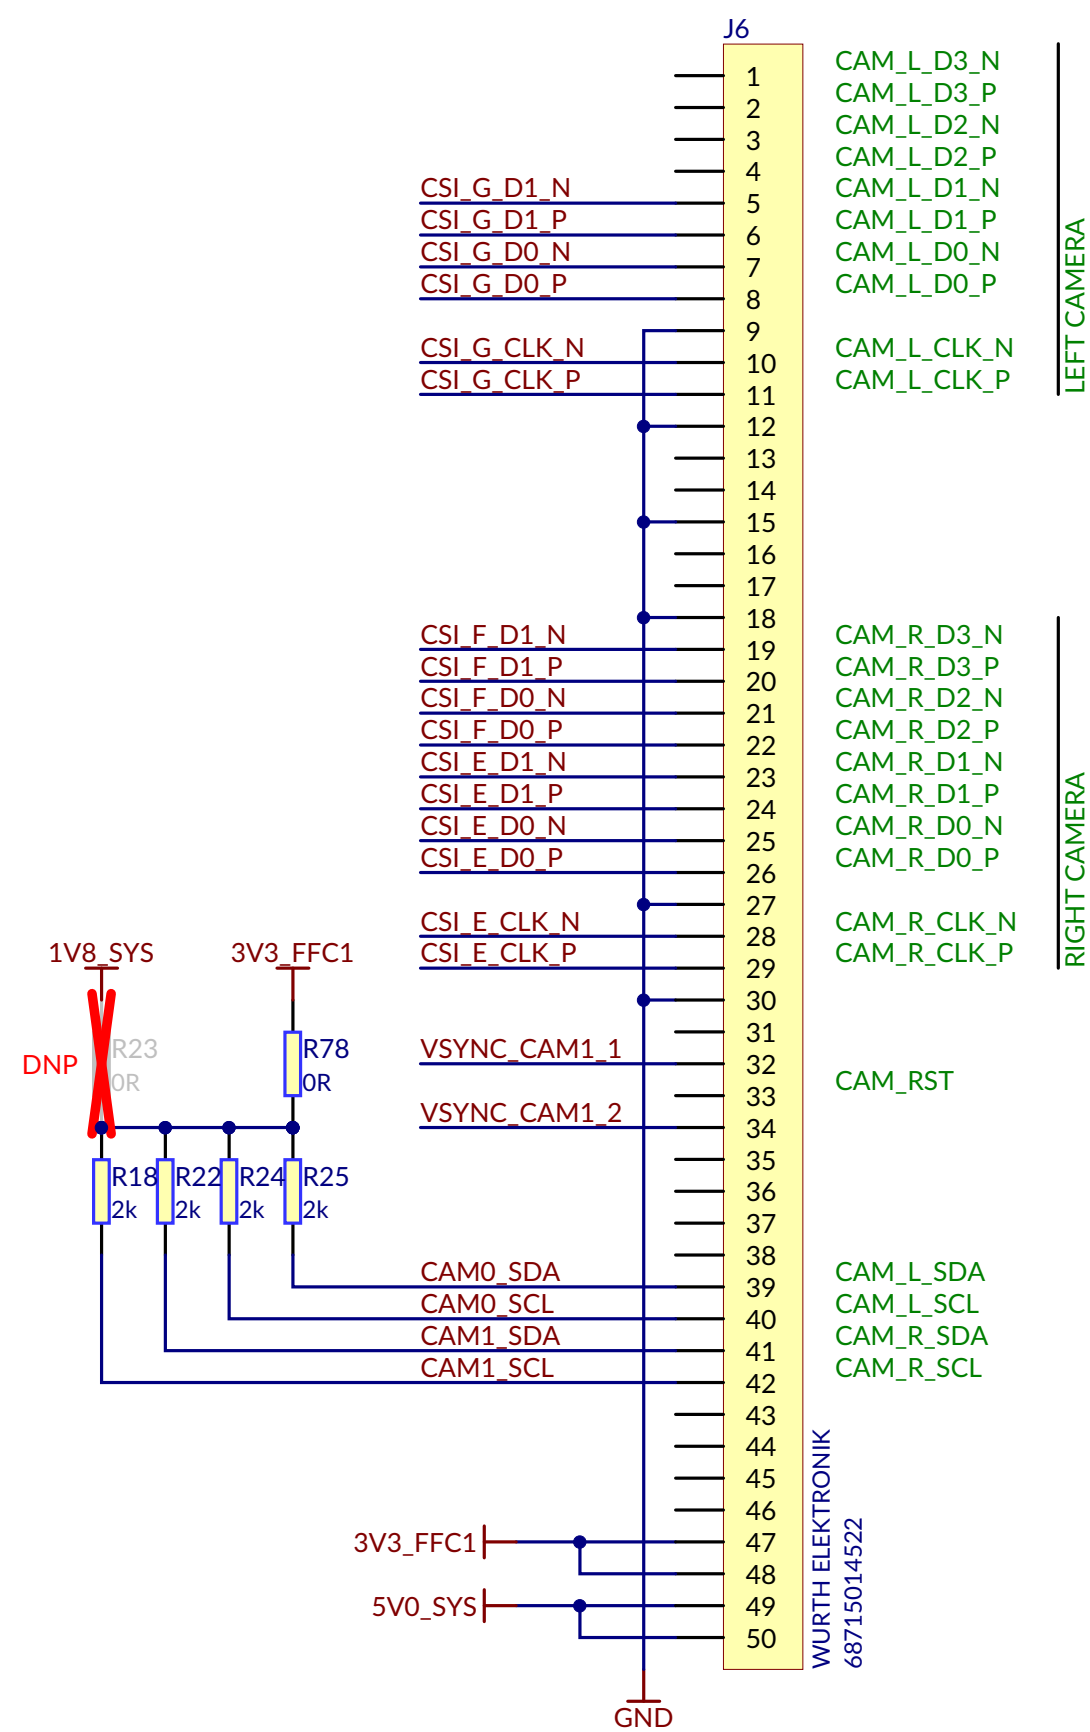 J6
1 CAM_L_D3_N
2 CAM_L_D3_P
3 CAM_L_D2_N
4 CAM_L_D2_P
CSI_G_D1_N 5 CAM_L_D1_N
CSI_G_D1_P 6 CAM_L_D1_P
CSI_G_D0_N 7 CAM_L_D0_N
CSI_G_D0_P 8 CAM_L_D0_P
9
CSI_G_CLK_N 10 CAM_L_CLK_N
CSI_G_CLK_P 11 CAM_L_CLK_P
LEFT CAMERA
12
13
14
15
16
17
18
CSI_F_D1_N 19 CAM_R_D3_N
CSI_F_D1_P 20 CAM_R_D3_P
CSI_F_D0_N 21 CAM_R_D2_N
CSI_F_D0_P 22 CAM_R_D2_P
CSI_E_D1_N 23 CAM_R_D1_N
CSI_E_D1_P 24 CAM_R_D1_P
CSI_E_D0_N 25 CAM_R_D0_N
CSI_E_D0_P 26 CAM_R_D0_P
27
CSI_E_CLK_N 28 CAM_R_CLK_N
1V8_SYS 3V3_FFC1 CSI_E_CLK_P 29 CAM_R_CLK_P
RIGHT CAMERA
30
31
R23 R78 VSYNC_CAM1_1 32
DNP 0R 0R 33 CAM_RST
VSYNC_CAM1_2 34
35
R18 R22 R24 R25 36
2k 2k 2k 2k 37
38
CAM0_SDA 39 CAM_L_SDA
CAM0_SCL 40 CAM_L_SCL
CAM1_SDA 41 CAM_R_SDA
CAM1_SCL 42 CAM_R_SCL
43
44
45
46
3V3_FFC1 47
48
5V0_SYS 49
50
WURTH ELEKTRONIK
68715014522
GND